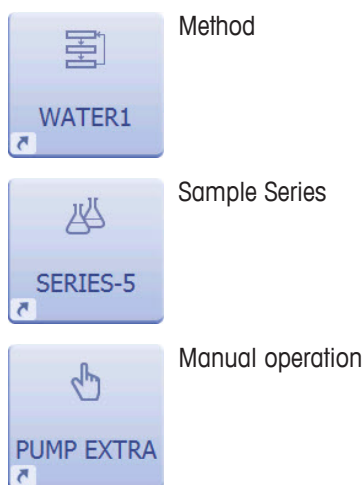 Method
WATER1
Sample Series
SERIES-5
Manual operation
PUMP EXTRA